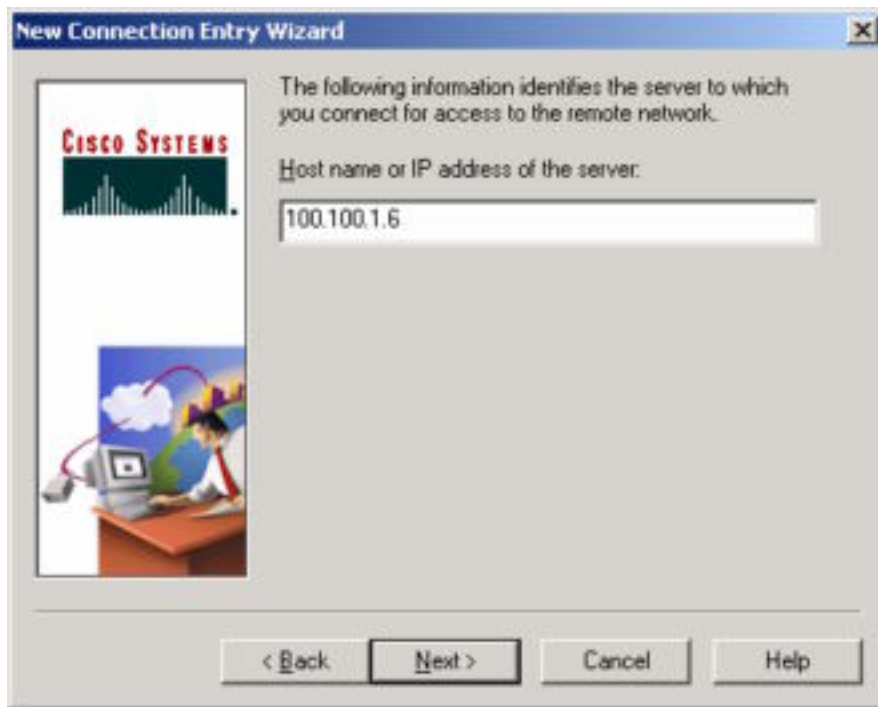 New Connection Entry Wizard
CISCO SYSTEMS
The following information identifies the server to which
you connect for access to the remote network.
Host name or IP address of the server:
100.100.1.6
< Back
Next >
Cancel
Help